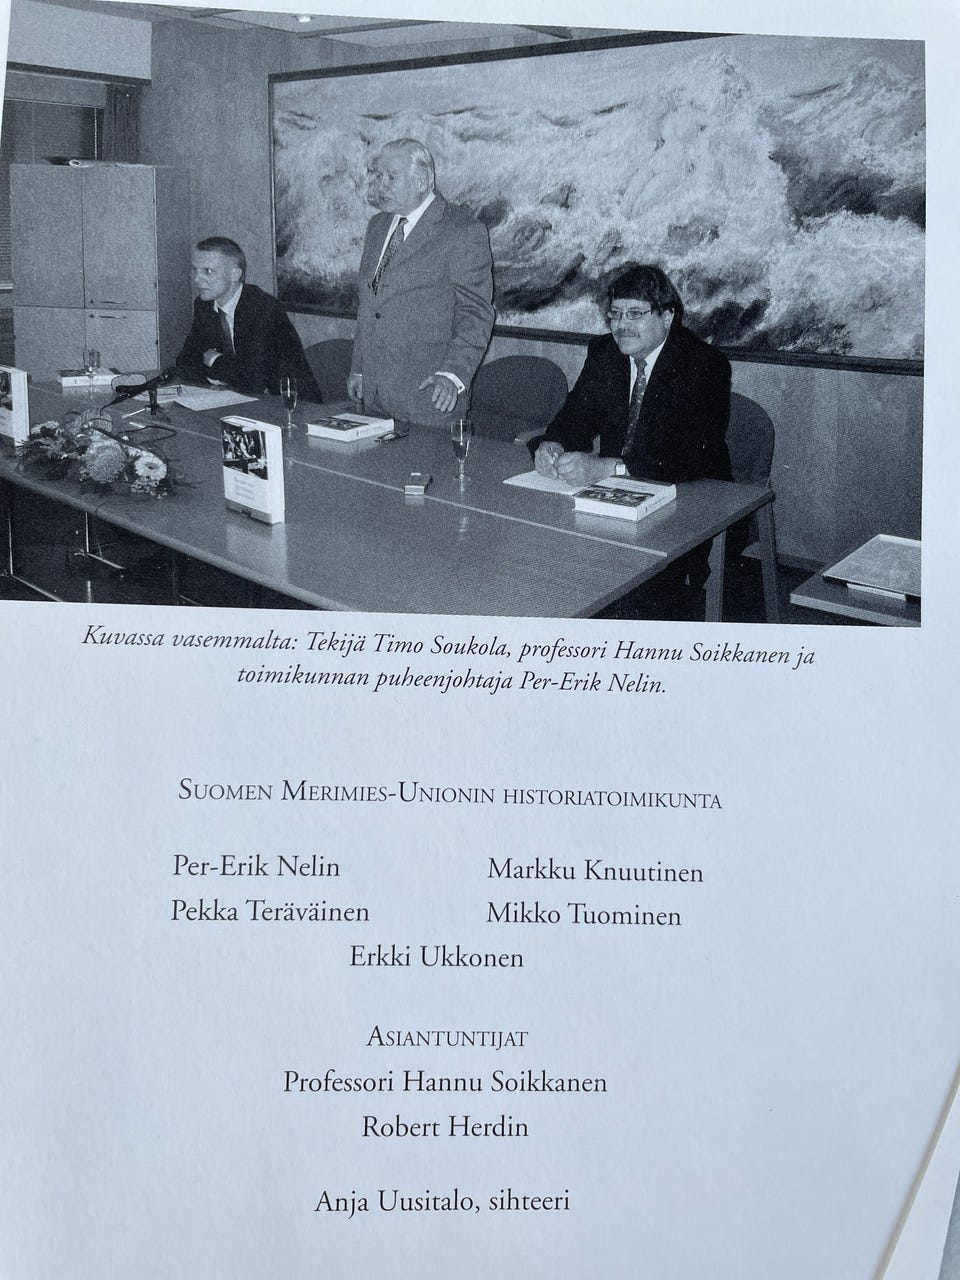 Kuvassa vasemmalta: Tekijä Timo Soukola, professori Hannu Soikkanen ja
toimikunnan puheenjohtaja Per-Erik Nelin.
SUOMEN MERIMIES-UNIONIN HISTORIATOIMIKUNTA
Per-Erik Nelin Markku Knuutinen
Pekka Teräväinen Mikko Tuominen
Erkki Ukkonen
ASIANTUNTIJAT
Professori Hannu Soikkanen
Robert Herdin
Anja Uusitalo, sihteeri